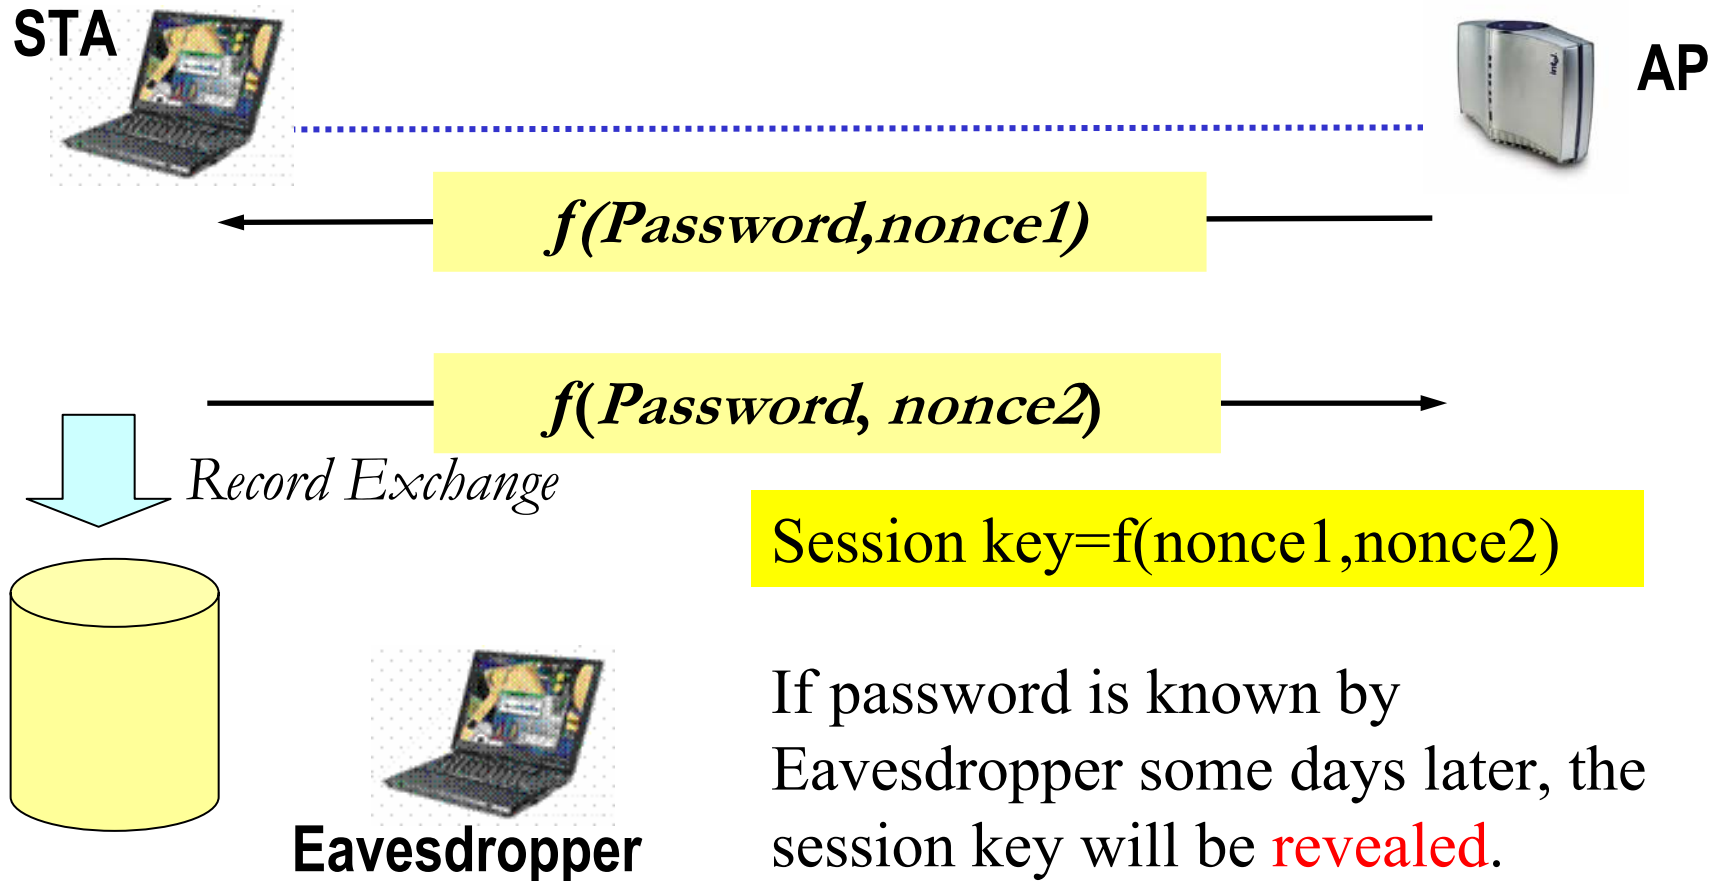 STA
intel
AP
f(Password,nonce1)
f(Password, nonce2)
Record Exchange
Session key=f(nonce1,nonce2)
If password is known by
Eavesdropper some days later, the
session key will be revealed.
Eavesdropper